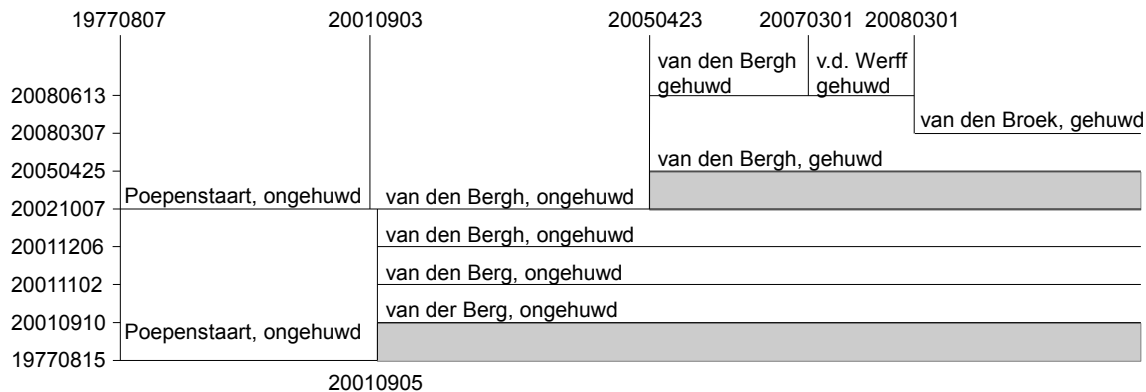 19770807 20010903 20050423 20070301 20080301
van den Bergh v.d. Werff
gehuwd gehuwd
20080613
van den Broek, gehuwd
20080307
van den Bergh, gehuwd
20050425
Poepenstaart, ongehuwd van den Bergh, ongehuwd
20021007
van den Bergh, ongehuwd
20011206
van den Berg, ongehuwd
20011102
van der Berg, ongehuwd
20010910
Poepenstaart, ongehuwd
19770815
20010905